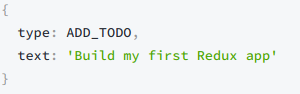 {
  type: ADD_TODO,
  text: 'Build my first Redux app'
}